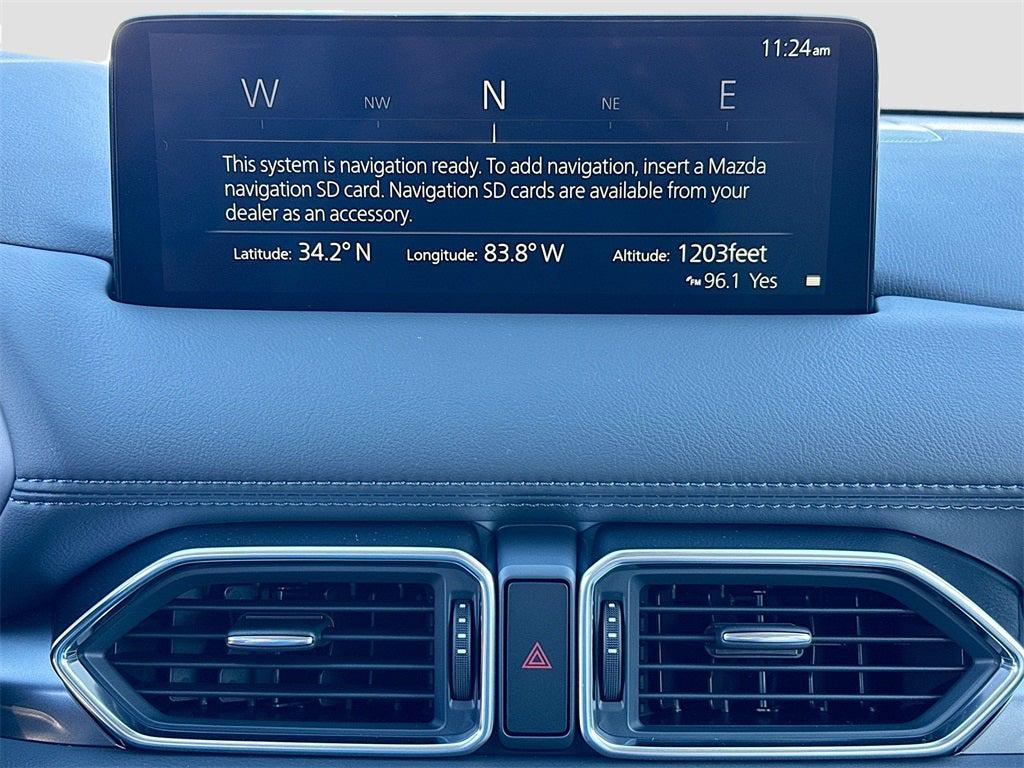 11:24am
W NW N NE E
This system is navigation ready. To add navigation, insert a Mazda
navigation SD card. Navigation SD cards are available from your
dealer as an accessory.
Latitude: 34.2° N Longitude: 83.8° W Altitude: 1203feet
FM 96.1 Yes